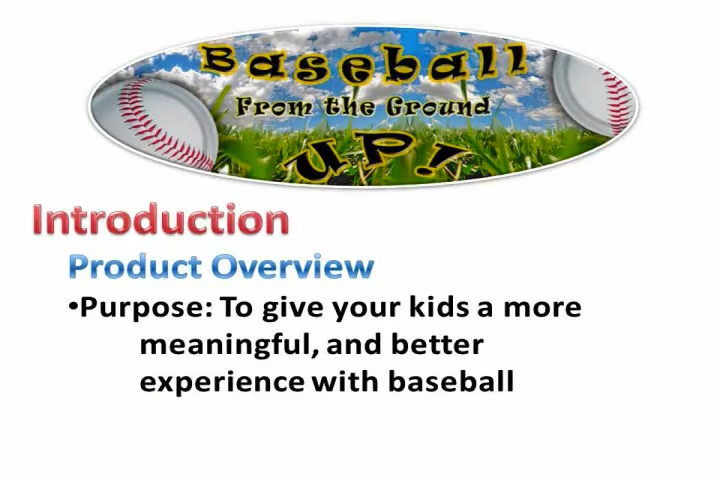 Baseball
From the Ground
UP!
Introduction
Product Overview
•Purpose: To give your kids a more
meaningful, and better
experience with baseball